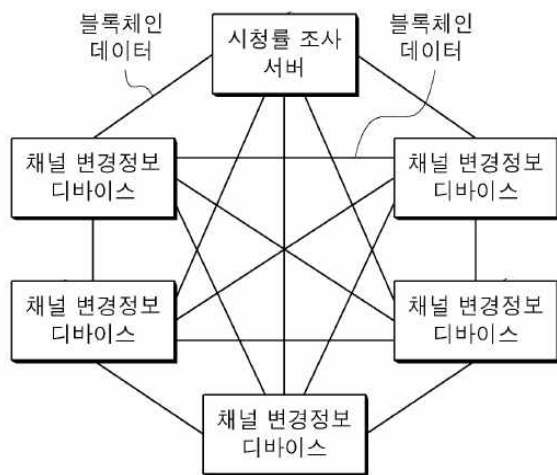 블록체인
데이터
시청률 조사
서버
블록체인
데이터
채널 변경정보
디바이스
채널 변경정보
디바이스
채널 변경정보
디바이스
채널 변경정보
디바이스
채널 변경정보
디바이스